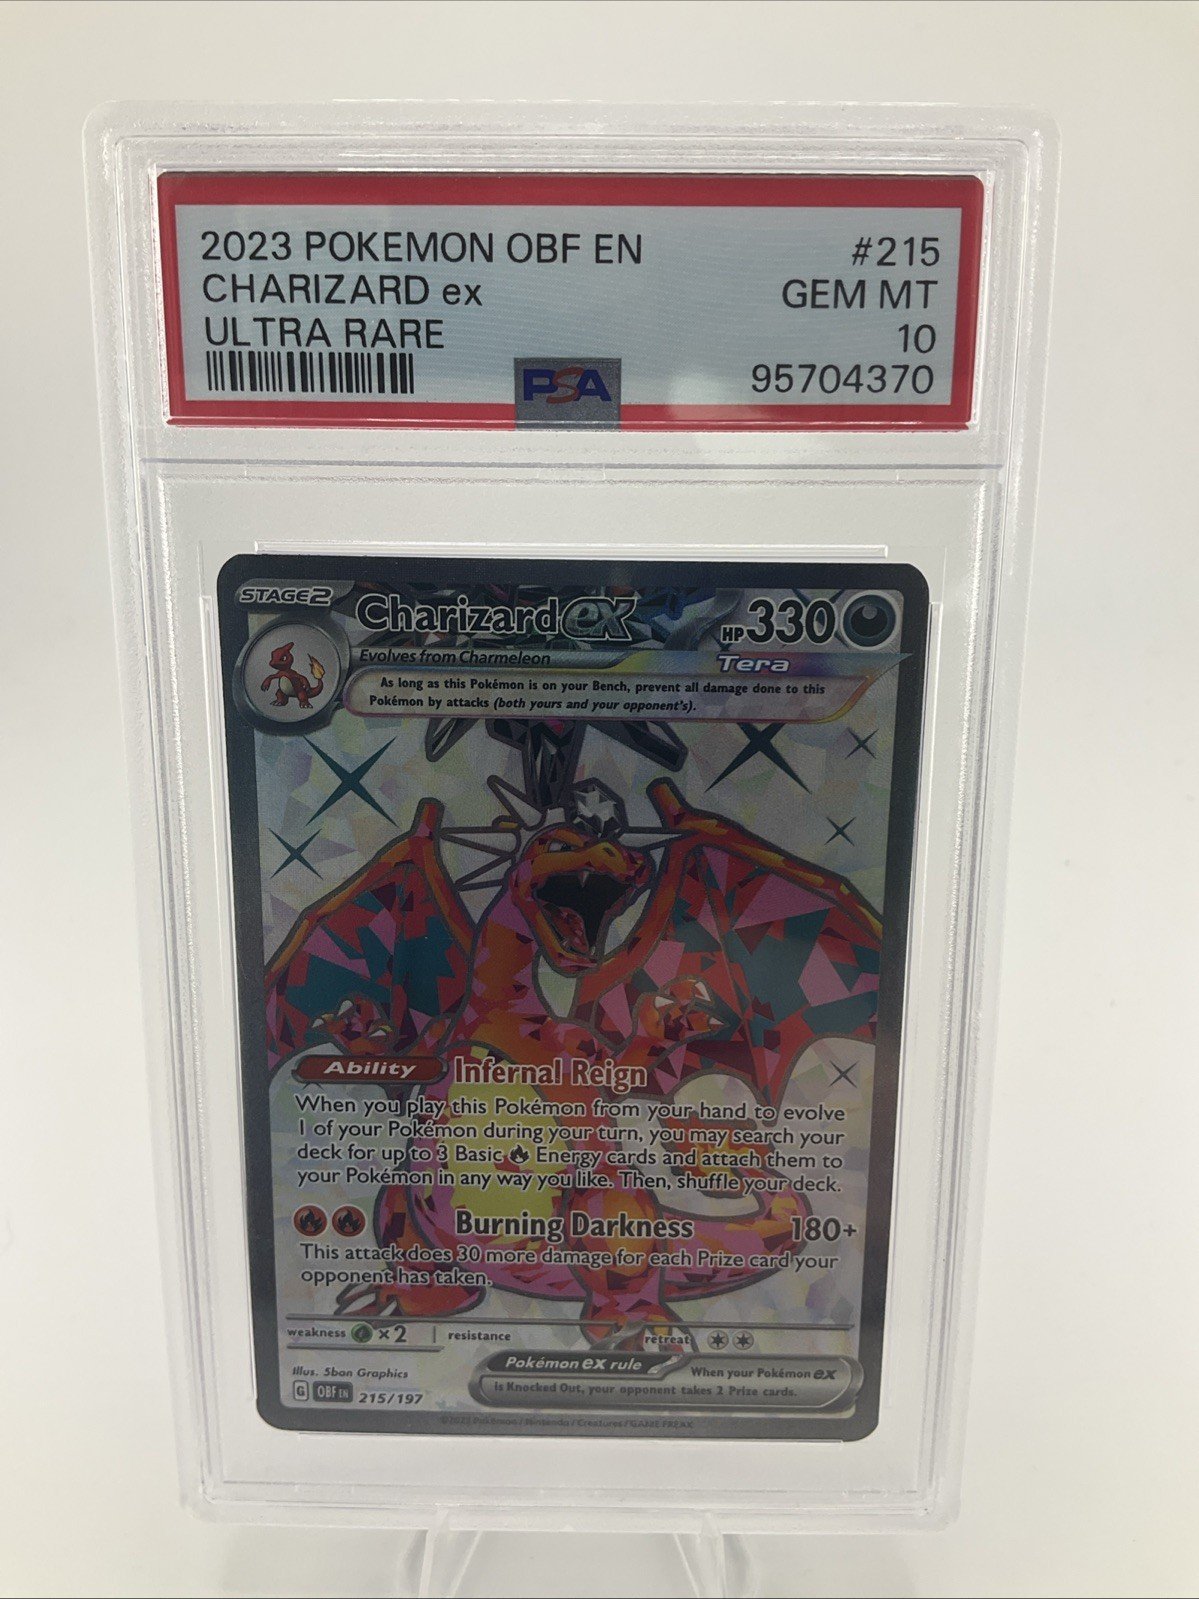 2023 POKEMON OBF EN #215
CHARIZARD ex GEM MT
ULTRA RARE 10
PSA 95704370
STAGE2 Charizard ex HP 330
Evolves from Charmeleon Tera
As long as this Pokémon is on your Bench, prevent all damage done to this
Pokémon by attacks (both yours and your opponent's).
Ability Infernal Reign
When you play this Pokémon from your hand to evolve
1 of your Pokémon during your turn, you may search your
deck for up to 3 Basic Energy cards and attach them to
your Pokémon in any way you like. Then, shuffle your deck.
Burning Darkness 180+
This attack does 30 more damage for each Prize card your
opponent has taken.
weakness ×2 resistance retreat
Illus. 5ban Graphics
Pokémon ex rule When your Pokémon ex
is Knocked Out, your opponent takes 2 Prize cards.
G OBF EN 215/197
©2023 Pokémon / Nintendo / Creatures / GAME FREAK